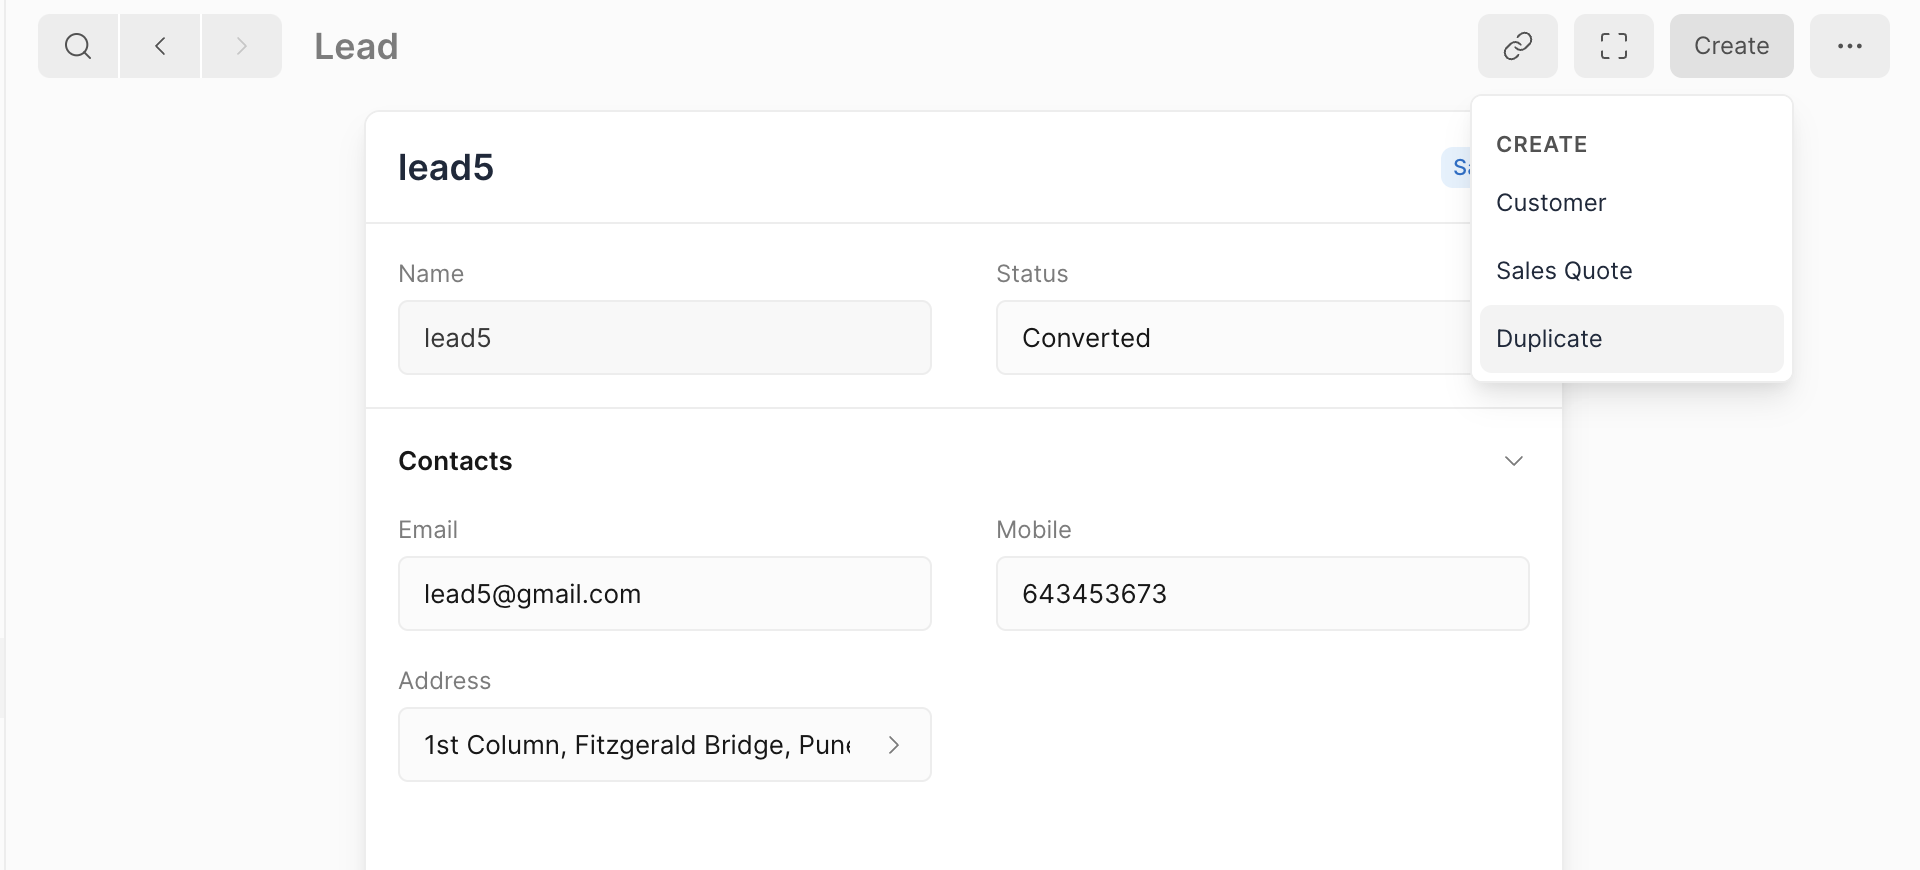 Lead
Create
lead5
CREATE
Customer
Sales Quote
Duplicate
Name
lead5
Status
Converted
Contacts
Email
lead5@gmail.com
Mobile
643453673
Address
1st Column, Fitzgerald Bridge,